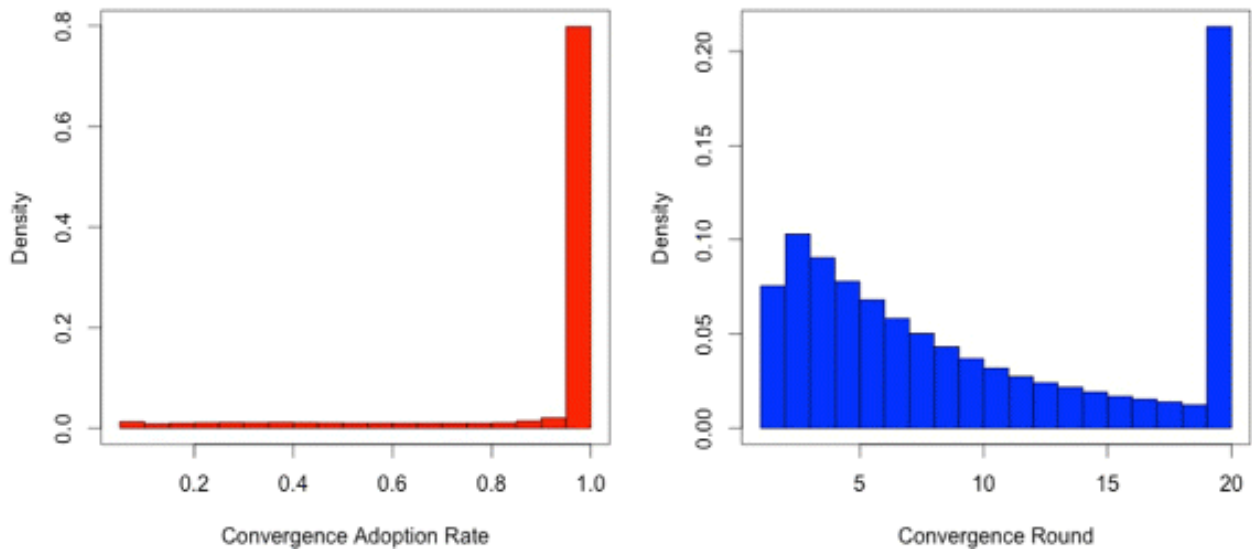 Density
0.0 0.2 0.4 0.6 0.8
0.2 0.4 0.6 0.8 1.0
Convergence Adoption Rate
Density
0.00 0.05 0.10 0.15 0.20
5 10 15 20
Convergence Round